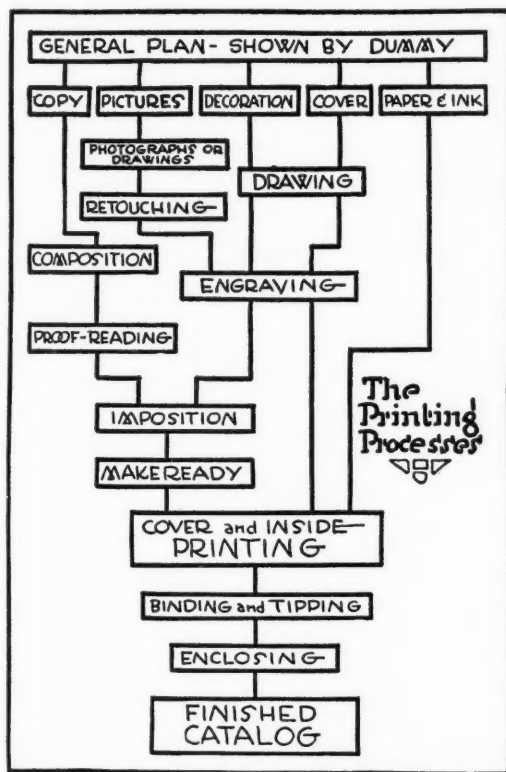 GENERAL PLAN - SHOWN BY DUMMY
COPY
PICTURES
DECORATION
COVER
PAPER & INK
PHOTOGRAPHS OR
DRAWINGS
DRAWING
RETOUCHING
COMPOSITION
ENGRAVING
PROOF-READING
The
Printing
Processes
IMPOSITION
MAKEREADY
COVER and INSIDE
PRINTING
BINDING and TIPPING
ENCLOSING
FINISHED
CATALOG